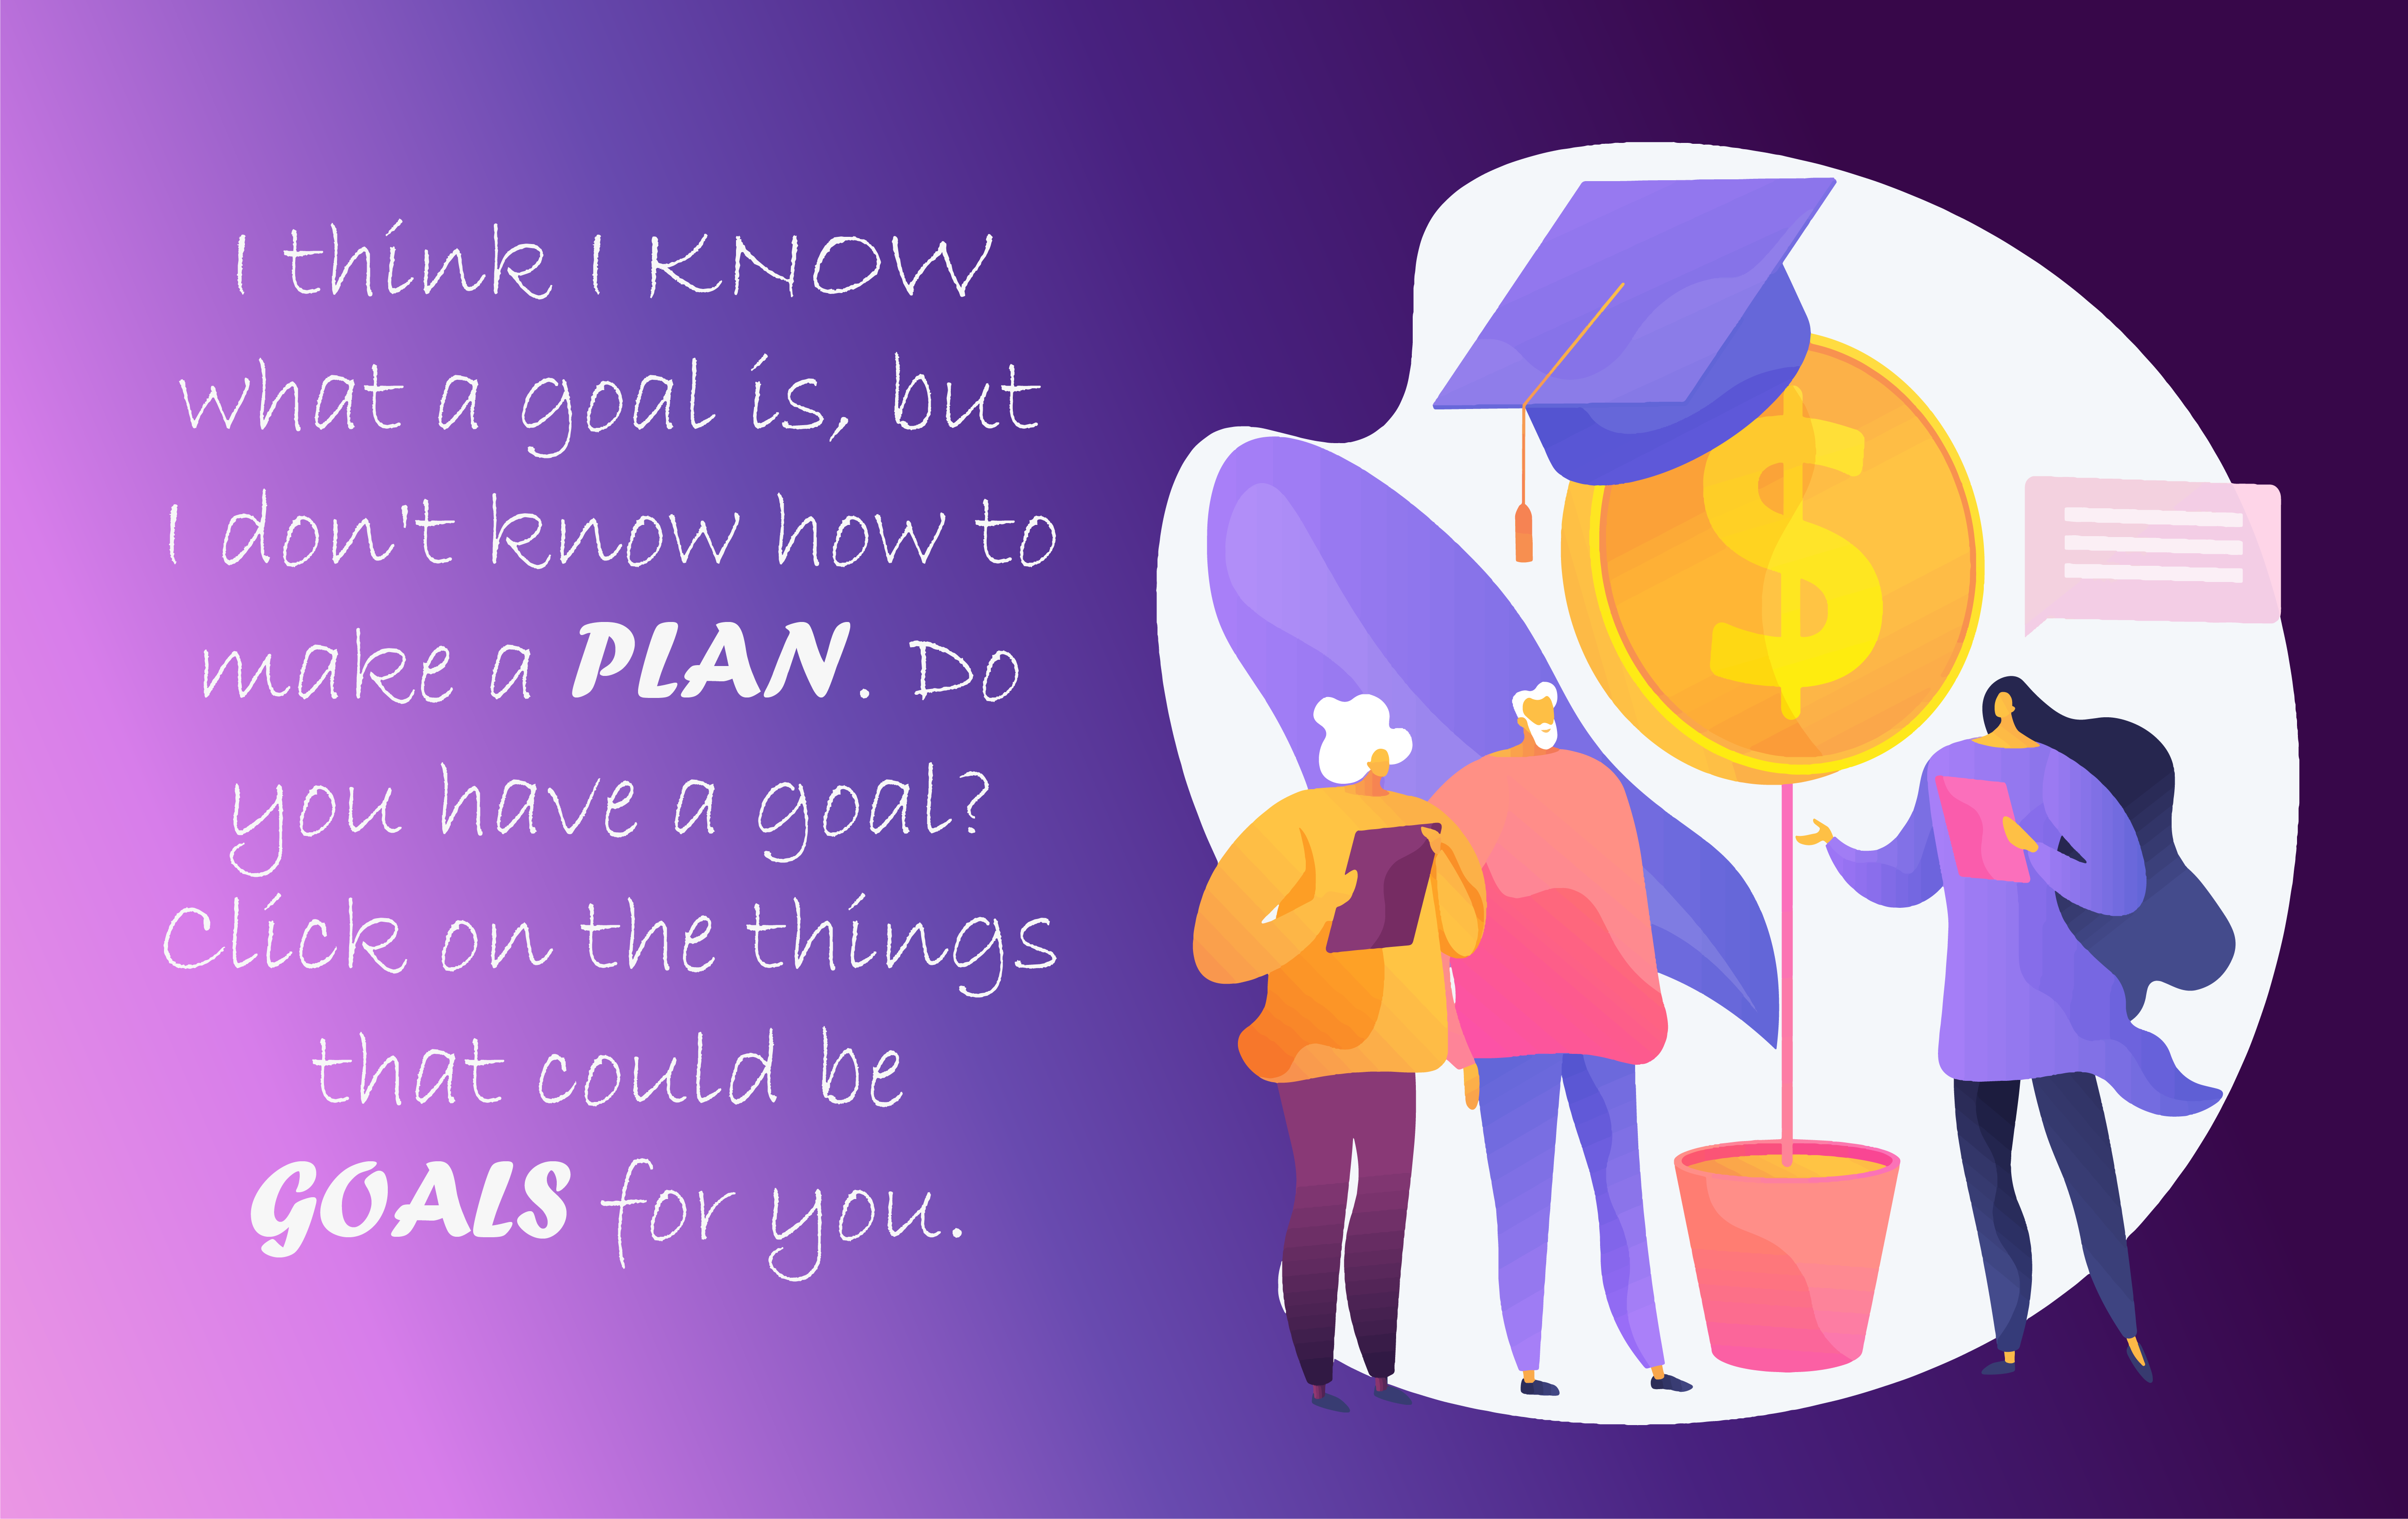 I think I KNOW
what a goal is, but
I don't know how to
make a PLAN. Do
you have a goal?
Click on the things
that could be
GOALS for you.
$